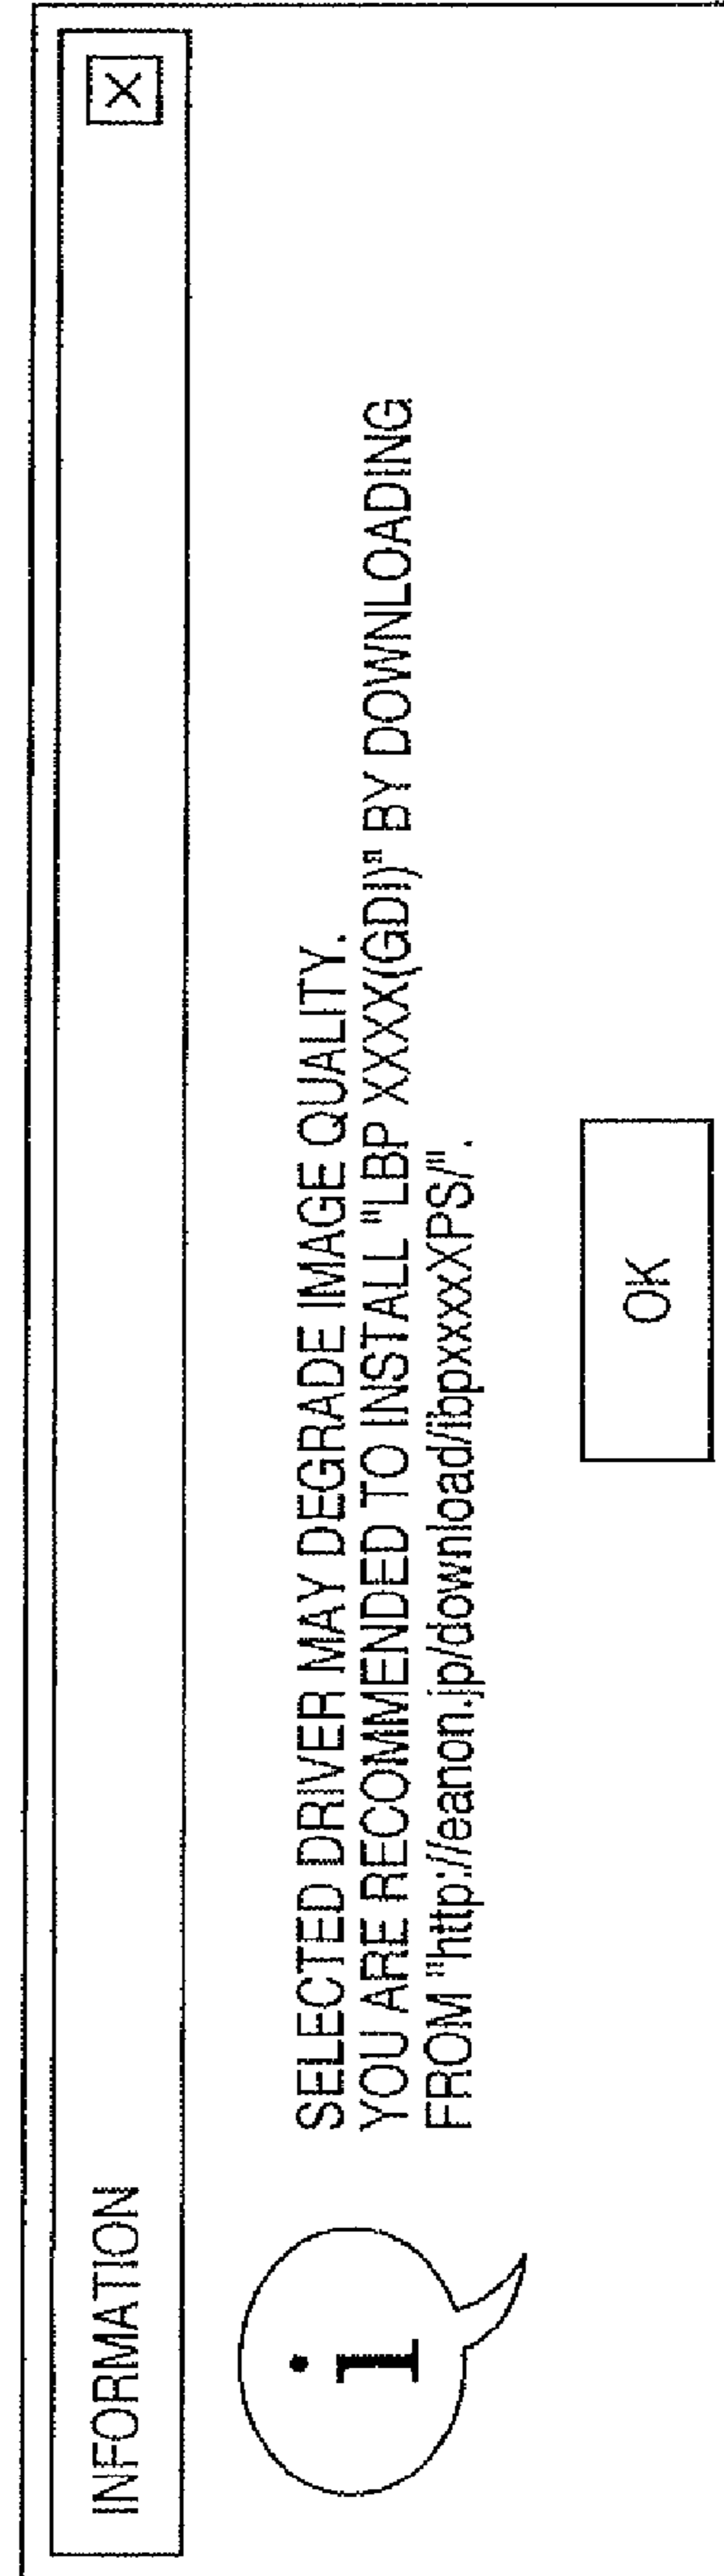 INFORMATION
X
i
SELECTED DRIVER MAY DEGRADE IMAGE QUALITY.
YOU ARE RECOMMENDED TO INSTALL "LBP XXXX(GDI)" BY DOWNLOADING
FROM "http://eanon.jp/download/ibpxxxxXPS/".
OK